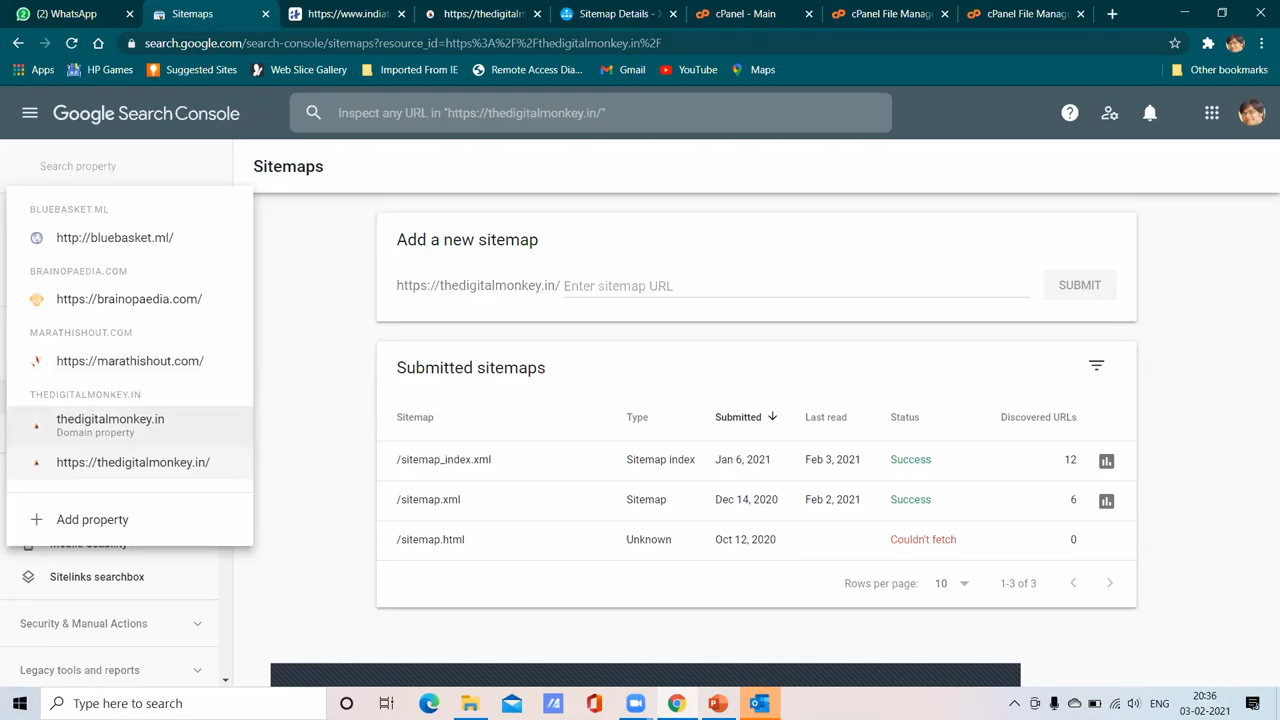 Sitemaps
https://www.indiat
https://thedigitalm
Sitemap Details - X
cPanel - Main
cPanel File Manag
cPanel File Manag
search.google.com/search-console/sitemaps?resource_id=https%3A%2F%2Fthedigitalmonkey.in%2F
Apps
HP Games
Suggested Sites
Web Slice Gallery
Imported From IE
Remote Access Dia...
Gmail
YouTube
Maps
Other bookmarks
Google Search Console
Inspect any URL in "https://thedigitalmonkey.in/"
Search property
Sitemaps
BLUEBASKET.ML
http://bluebasket.ml/
BRAINOPAEDIA.COM
https://brainopaedia.com/
MARATHISHOUT.COM
https://marathishout.com/
THEDIGITALMONKEY.IN
thedigitalmonkey.in
Domain property
https://thedigitalmonkey.in/
Add property
Sitelinks searchbox
Security & Manual Actions
Legacy tools and reports
Add a new sitemap
https://thedigitalmonkey.in/ Enter sitemap URL
SUBMIT
Submitted sitemaps
Sitemap Type Submitted Last read Status Discovered URLs
/sitemap_index.xml Sitemap index Jan 6, 2021 Feb 3, 2021 Success 12
/sitemap.xml Sitemap Dec 14, 2020 Feb 2, 2021 Success 6
/sitemap.html Unknown Oct 12, 2020 Couldn't fetch 0
Rows per page: 10 1-3 of 3
Type here to search
ENG
20:36
03-02-2021